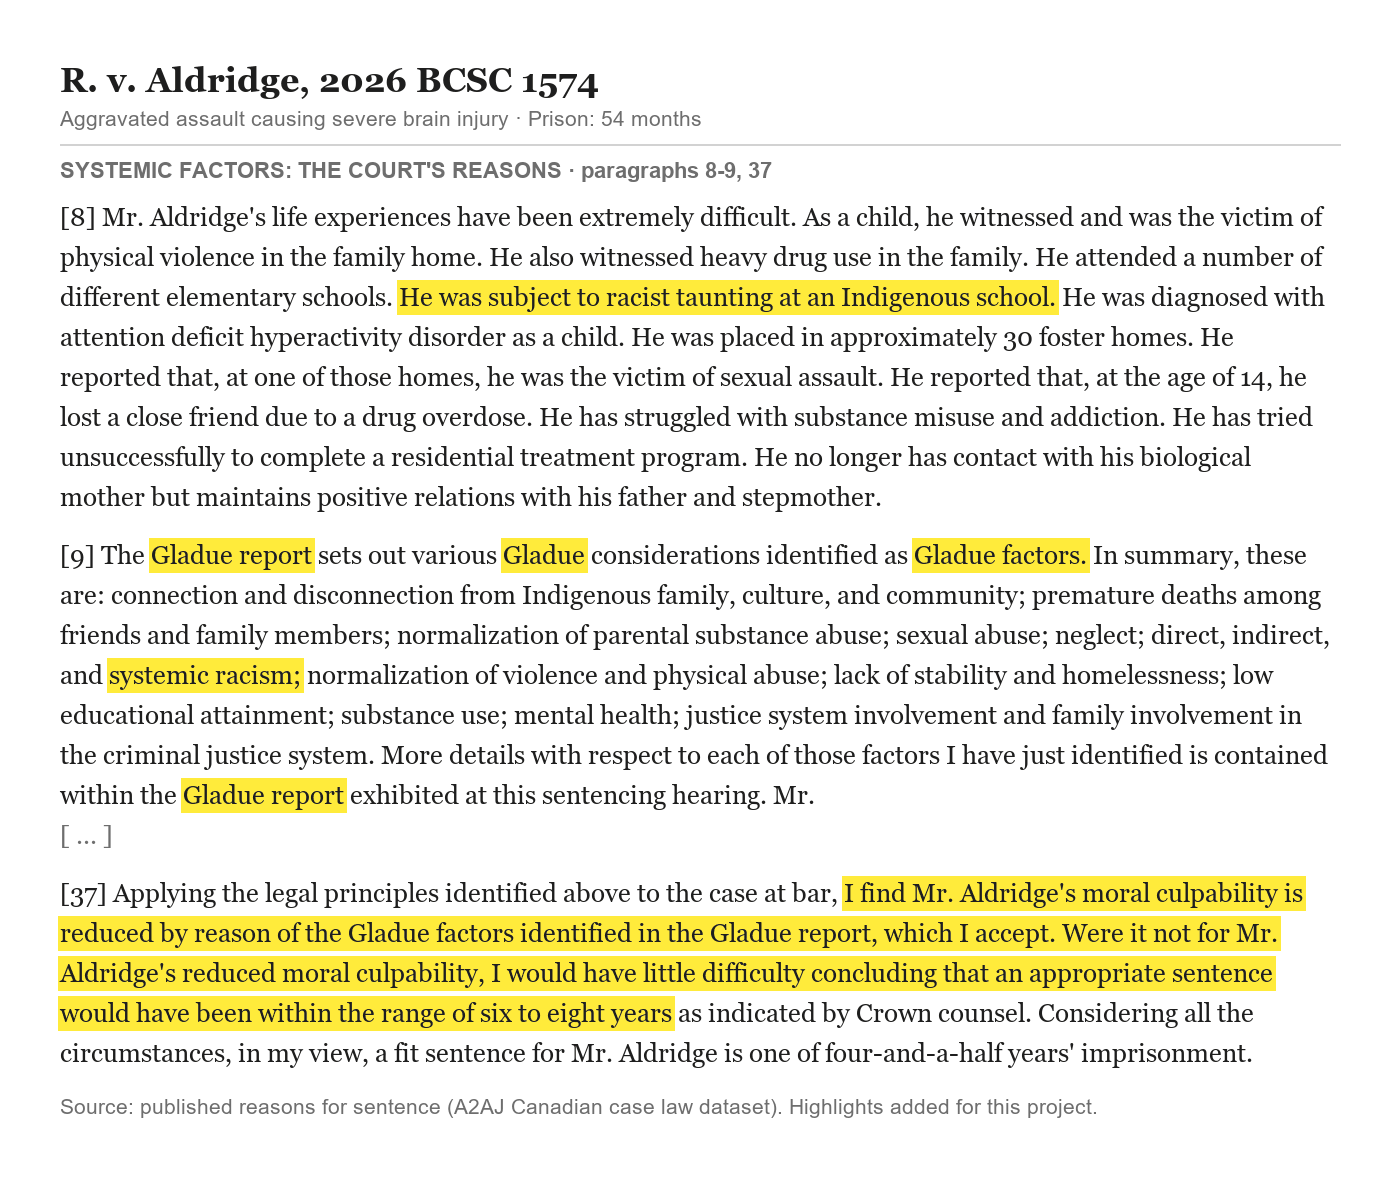 R. v. Aldridge, 2026 BCSC 1574
Aggravated assault causing severe brain injury · Prison: 54 months
SYSTEMIC FACTORS: THE COURT'S REASONS · paragraphs 8-9, 37
[8] Mr. Aldridge's life experiences have been extremely difficult. As a child, he witnessed and was the victim of
physical violence in the family home. He also witnessed heavy drug use in the family. He attended a number of
different elementary schools. He was subject to racist taunting at an Indigenous school. He was diagnosed with
attention deficit hyperactivity disorder as a child. He was placed in approximately 30 foster homes. He
reported that, at one of those homes, he was the victim of sexual assault. He reported that, at the age of 14, he
lost a close friend due to a drug overdose. He has struggled with substance misuse and addiction. He has tried
unsuccessfully to complete a residential treatment program. He no longer has contact with his biological
mother but maintains positive relations with his father and stepmother.
[9] The Gladue report sets out various Gladue considerations identified as Gladue factors. In summary, these
are: connection and disconnection from Indigenous family, culture, and community; premature deaths among
friends and family members; normalization of parental substance abuse; sexual abuse; neglect; direct, indirect,
and systemic racism; normalization of violence and physical abuse; lack of stability and homelessness; low
educational attainment; substance use; mental health; justice system involvement and family involvement in
the criminal justice system. More details with respect to each of those factors I have just identified is contained
within the Gladue report exhibited at this sentencing hearing. Mr.
[ ... ]
[37] Applying the legal principles identified above to the case at bar, I find Mr. Aldridge's moral culpability is
reduced by reason of the Gladue factors identified in the Gladue report, which I accept. Were it not for Mr.
Aldridge's reduced moral culpability, I would have little difficulty concluding that an appropriate sentence
would have been within the range of six to eight years as indicated by Crown counsel. Considering all the
circumstances, in my view, a fit sentence for Mr. Aldridge is one of four-and-a-half years' imprisonment.
Source: published reasons for sentence (A2AJ Canadian case law dataset). Highlights added for this project.